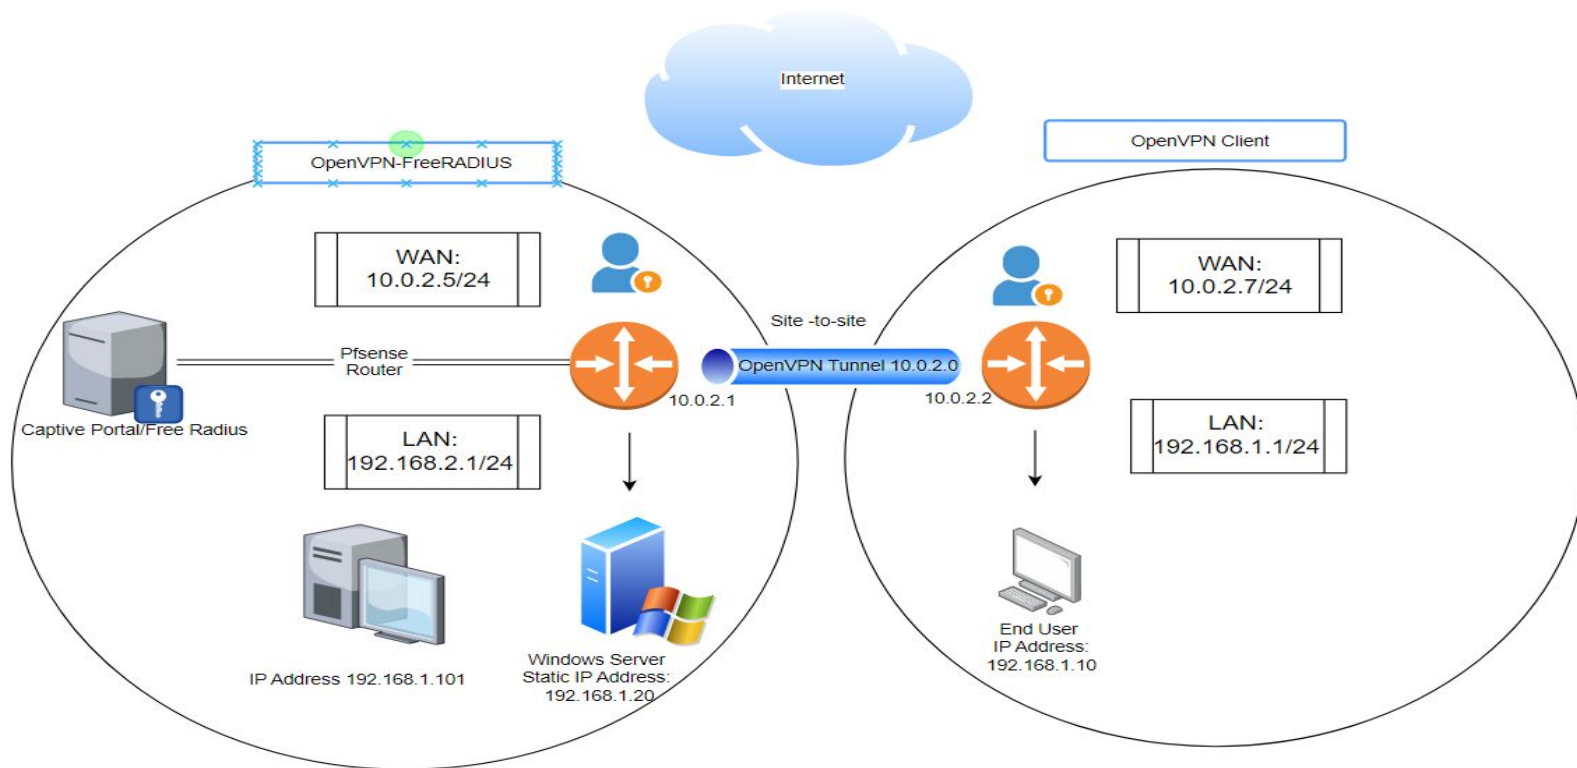 Internet
OpenVPN-FreeRADIUS
OpenVPN Client
WAN:
10.0.2.5/24
WAN:
10.0.2.7/24
Site -to-site
Pfsense
Router
OpenVPN Tunnel 10.0.2.0
10.0.2.1
10.0.2.2
Captive Portal/Free Radius
LAN:
192.168.2.1/24
LAN:
192.168.1.1/24
IP Address 192.168.1.101
Windows Server
Static IP Address:
192.168.1.20
End User
IP Address:
192.168.1.10